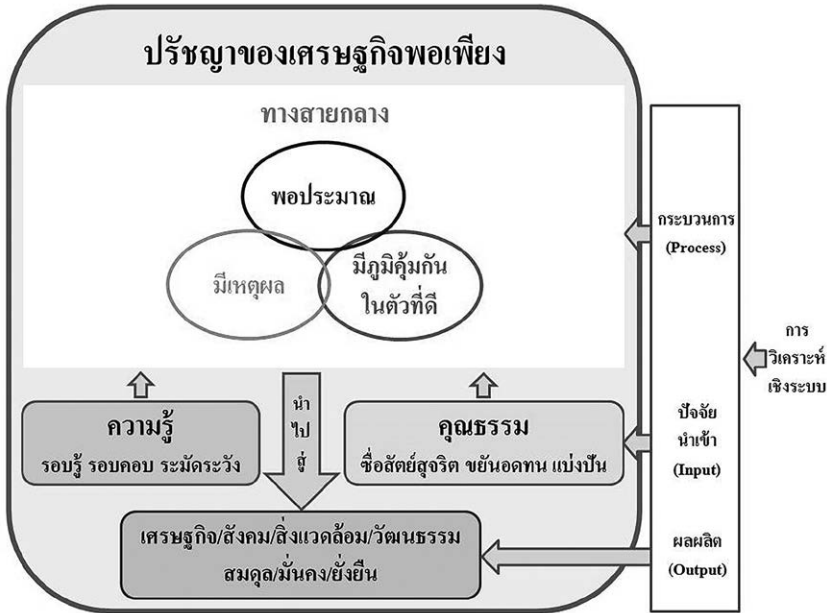 ปรัชญาของเศรษฐกิจพอเพียง
ทางสายกลาง
พอประมาณ
มีเหตุผล
มีภูมิคุ้มกัน
ในตัวที่ดี
กระบวนการ
(Process)
การ
วิเคราะห์
เชิงระบบ
ความรู้
รอบรู้ รอบคอบ ระมัดระวัง
นำ
ไป
สู่
คุณธรรม
ซื่อสัตย์สุจริต ขยันอดทน แบ่งปัน
ปัจจัย
นำเข้า
(Input)
เศรษฐกิจ/สังคม/สิ่งแวดล้อม/วัฒนธรรม
สมดุล/มั่นคง/ยั่งยืน
ผลผลิต
(Output)